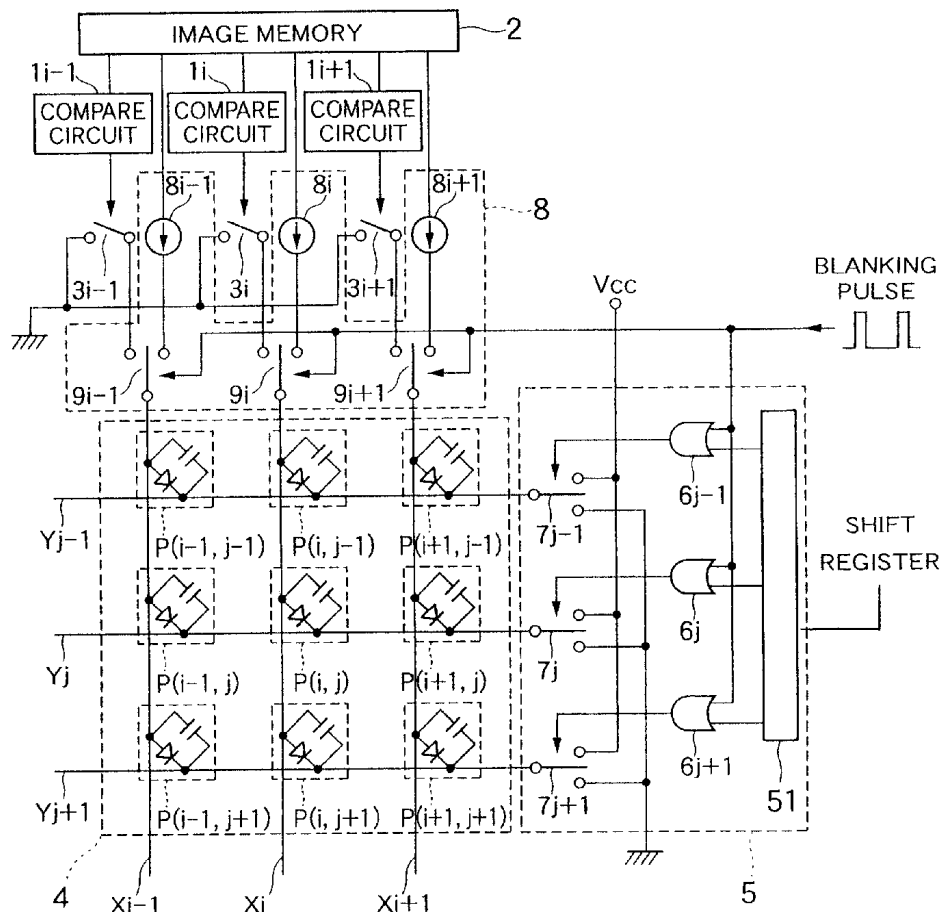 IMAGE MEMORY
2
1i-1
1i
1i+1
COMPARE CIRCUIT
COMPARE CIRCUIT
COMPARE CIRCUIT
8i-1
8i
8i+1
8
3i-1
3i
3i+1
Vcc
BLANKING
PULSE
9i-1
9i
9i+1
6j-1
7j-1
Yj-1
P(i-1, j-1)
P(i, j-1)
P(i+1, j-1)
SHIFT
REGISTER
6j
7j
Yj
P(i-1, j)
P(i, j)
P(i+1, j)
6j+1
7j+1
51
Yj+1
P(i-1, j+1)
P(i, j+1)
P(i+1, j+1)
4
Xi-1
Xi
Xi+1
5